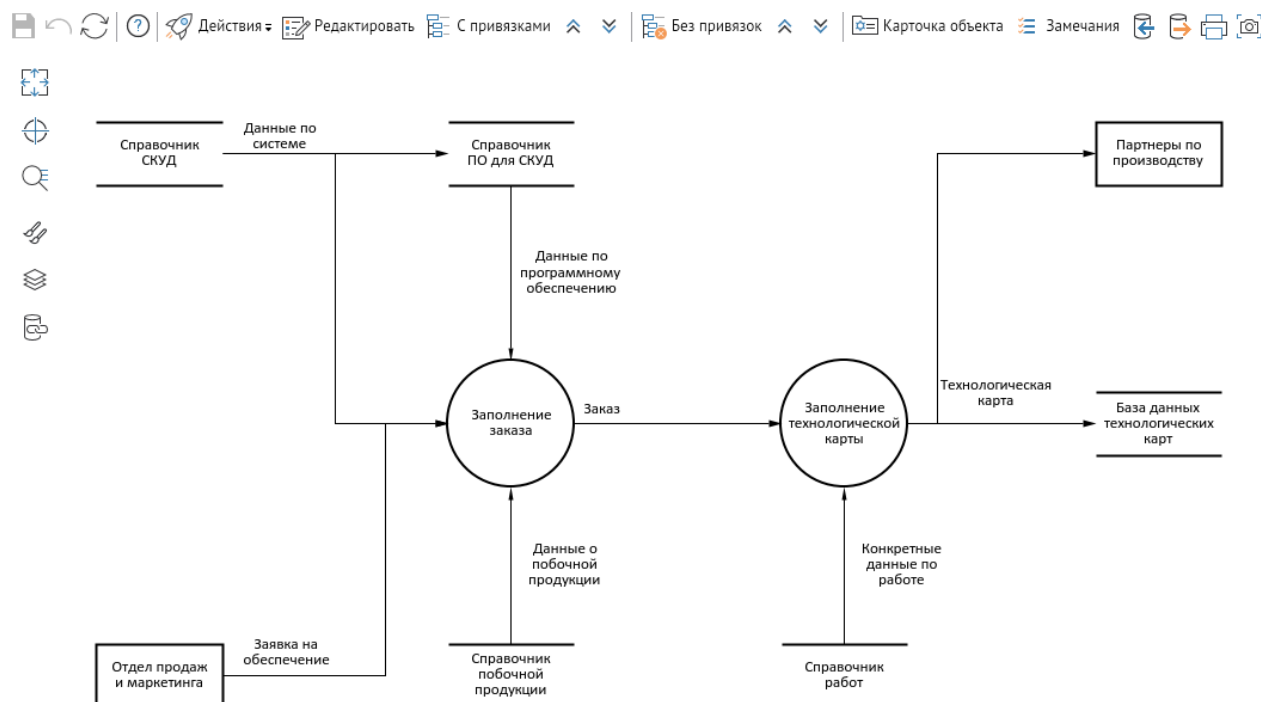 Действия
Редактировать
С привязками
Без привязок
Карточка объекта
Замечания
Справочник
СКУД
Данные по
системе
Справочник
ПО для СКУД
Партнеры по
производству
Данные по
программному
обеспечению
Заполнение
заказа
Заказ
Заполнение
технологической
карты
Технологическая
карта
База данных
технологических
карт
Данные о
побочной
продукции
Конкретные
данные по
работе
Отдел продаж
и маркетинга
Заявка на
обеспечение
Справочник
побочной
продукции
Справочник
работ